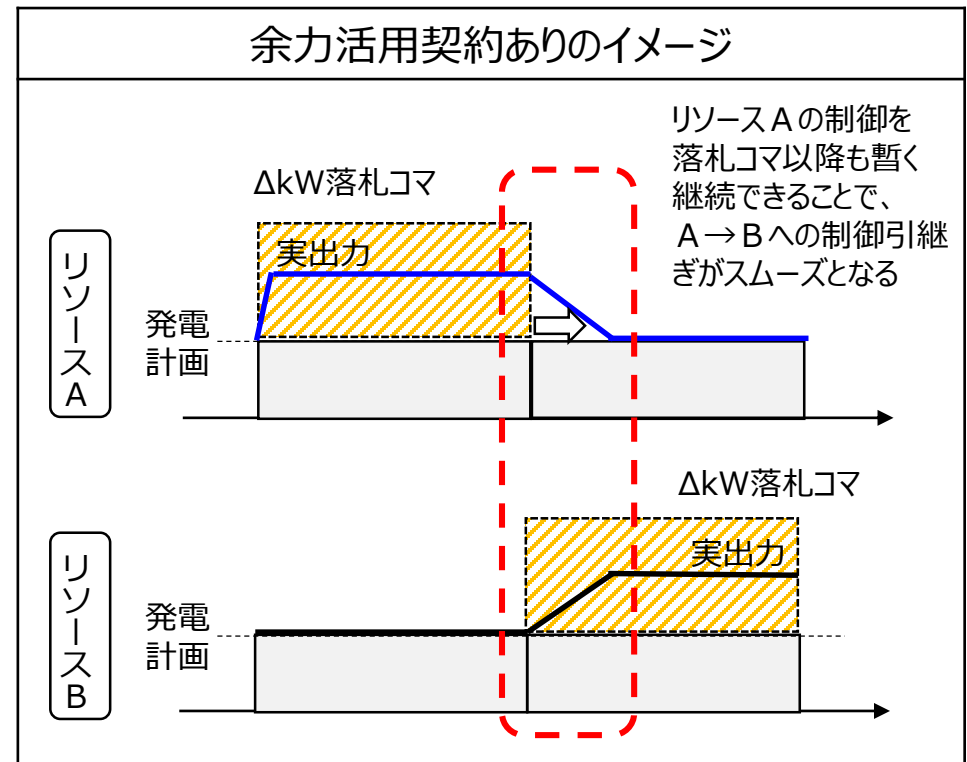 余力活用契約ありのイメージ
リソースAの制御を
落札コマ以降も暫く
継続できることで、
A→Bへの制御引継
ぎがスムーズとなる
ΔkW落札コマ
実出力
リソースA
発電
計画
ΔkW落札コマ
実出力
リソースB
発電
計画